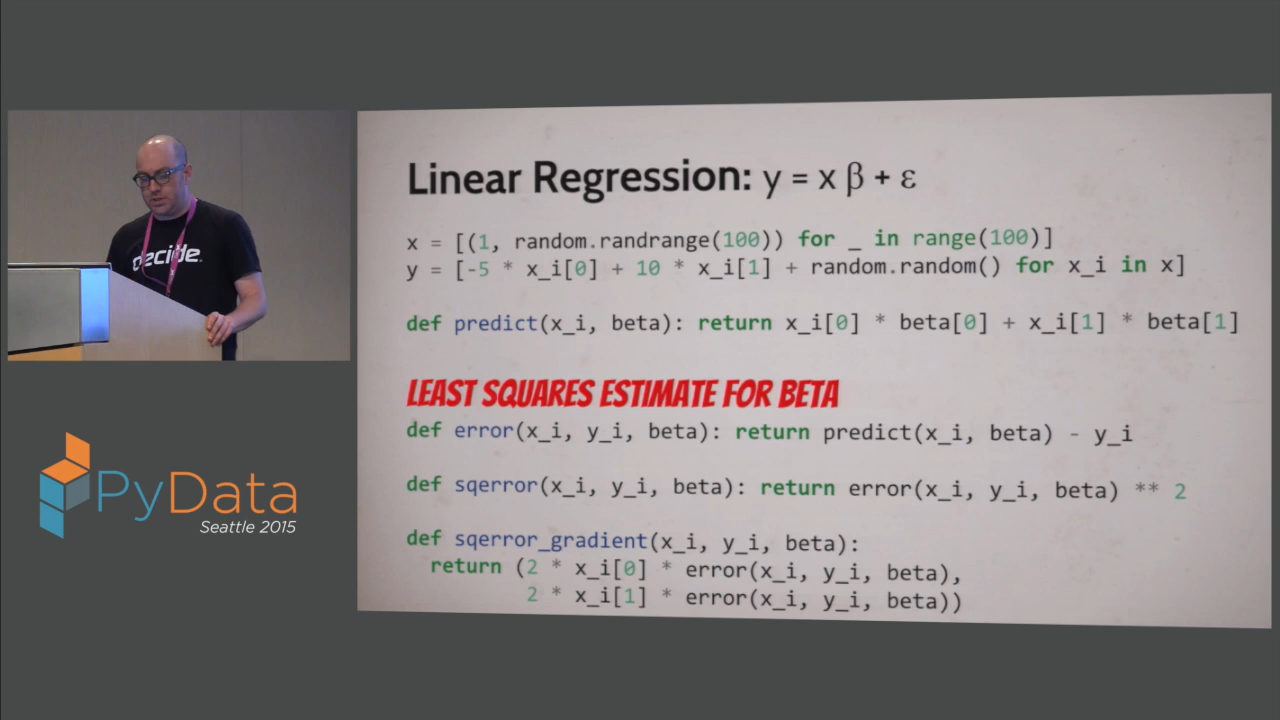 Linear Regression: y = x β + ε
x = [(1, random.randrange(100)) for _ in range(100)]
y = [-5 * x_i[0] + 10 * x_i[1] + random.random() for x_i in x]
def predict(x_i, beta): return x_i[0] * beta[0] + x_i[1] * beta[1]
LEAST SQUARES ESTIMATE FOR BETA
def error(x_i, y_i, beta): return predict(x_i, beta) - y_i
def sqerror(x_i, y_i, beta): return error(x_i, y_i, beta) ** 2
def sqerror_gradient(x_i, y_i, beta):
return (2 * x_i[0] * error(x_i, y_i, beta),
2 * x_i[1] * error(x_i, y_i, beta))
decide.
PyData
Seattle 2015